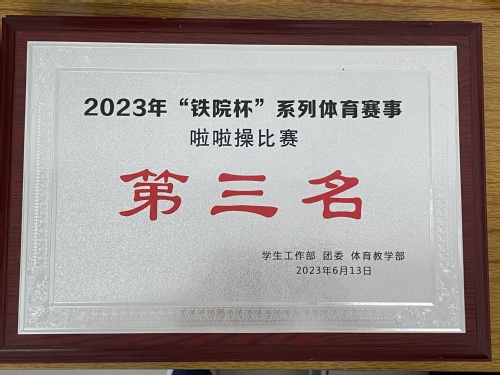 2023年“铁院杯”系列体育赛事
啦啦操比赛
第三名
学生工作部 团委 体育教学部
2023年6月13日